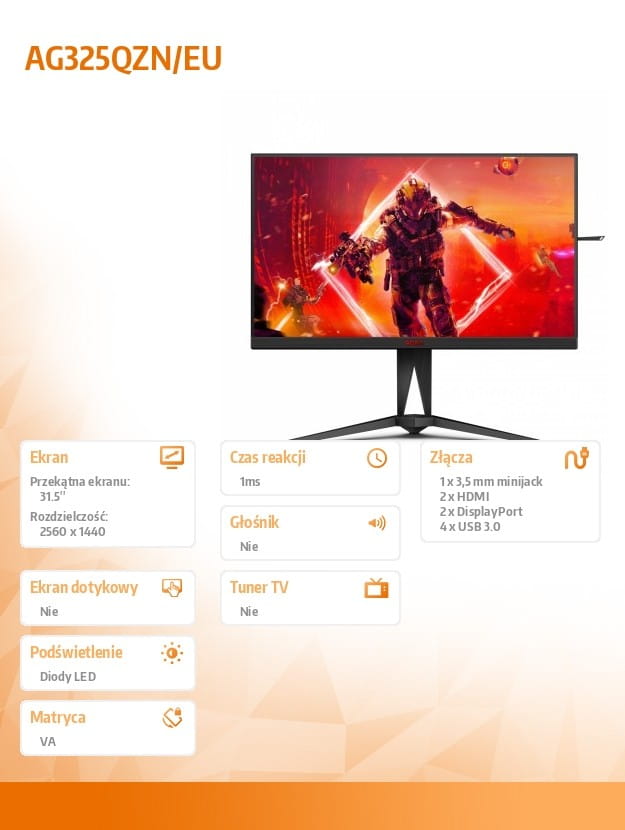 AG325QZN/EU
Ekran
Przekątna ekranu:
31.5"
Rozdzielczość:
2560 x 1440
Czas reakcji
1ms
Głośnik
Nie
Złącza
1 x 3,5 mm minijack
2 x HDMI
2 x DisplayPort
4 x USB 3.0
Ekran dotykowy
Nie
Tuner TV
Nie
Podświetlenie
Diody LED
Matryca
VA